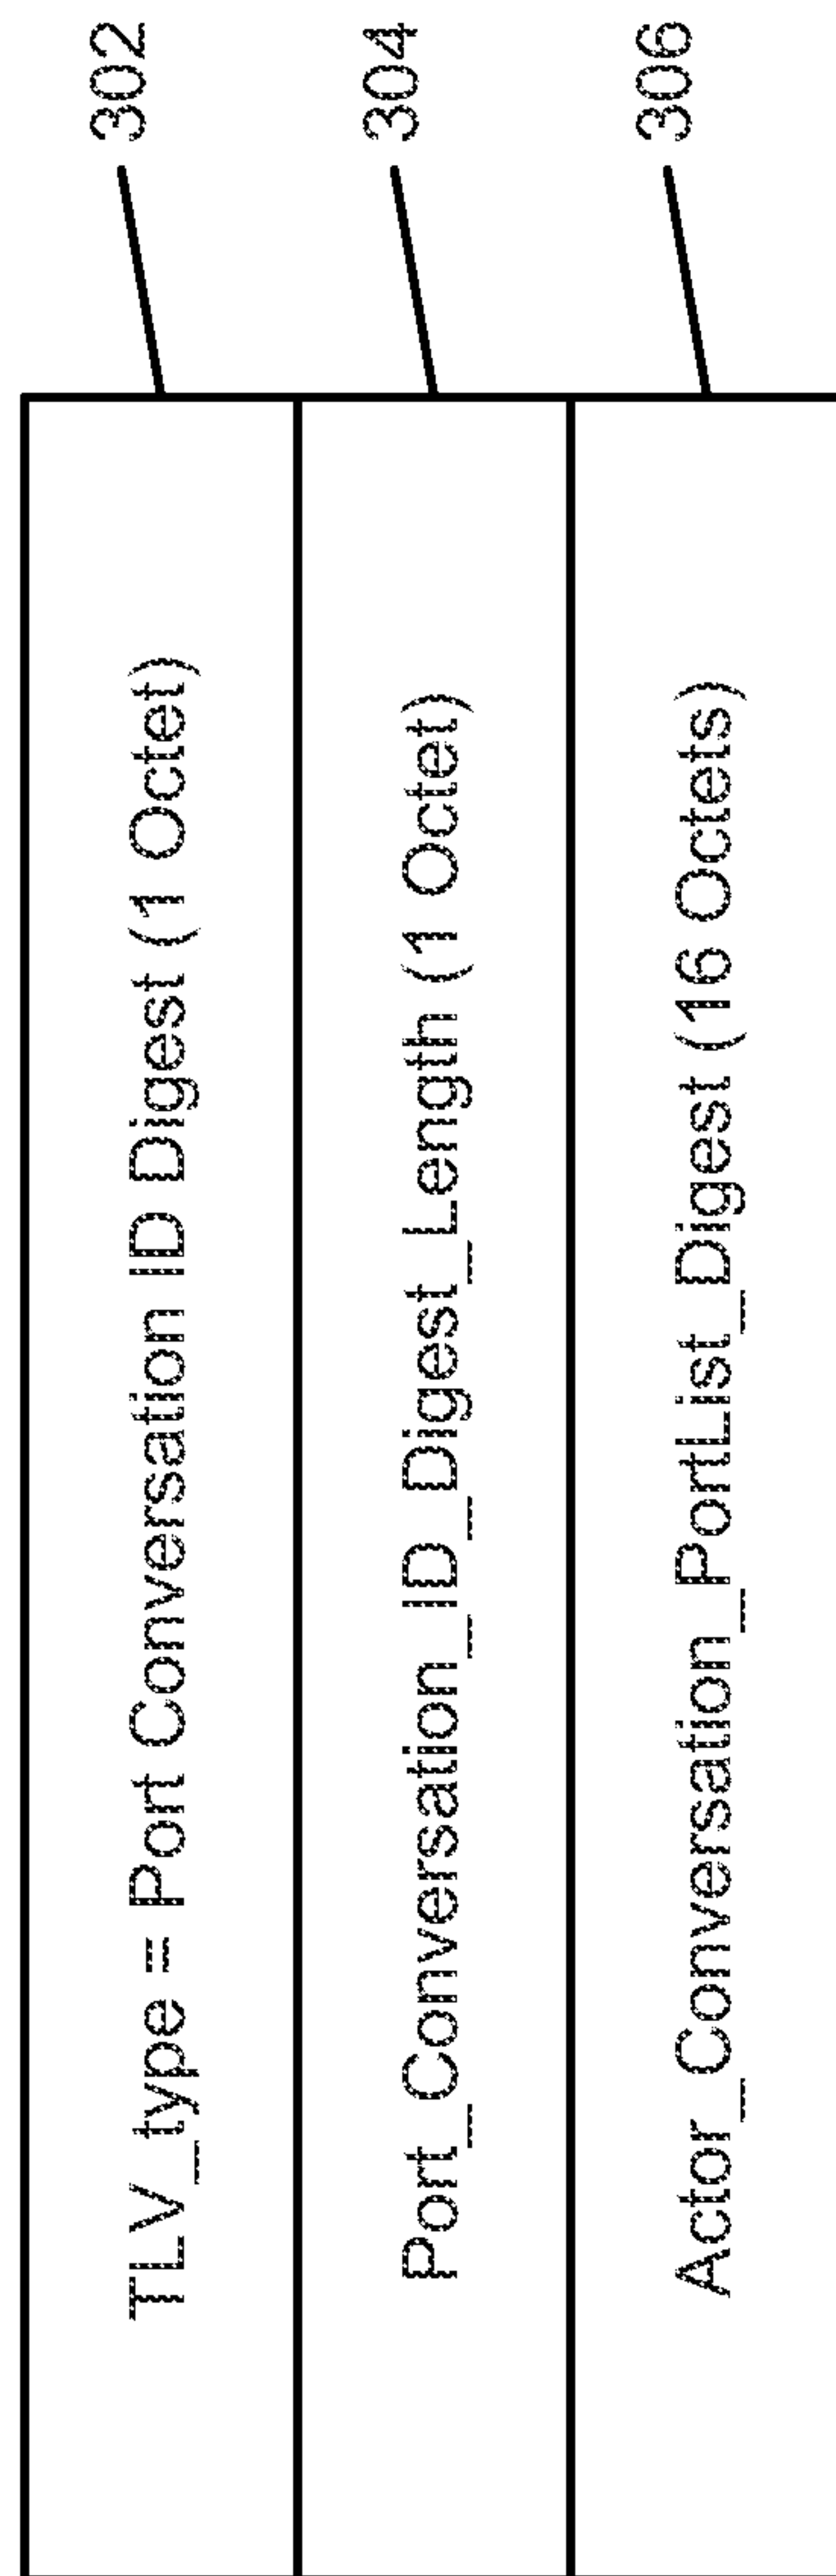 TLV_type = Port Conversation ID Digest (1 Octet)
302
Port_Conversation_ID_Digest_Length (1 Octet)
304
Actor_Conversation_PortList_Digest (16 Octets)
306